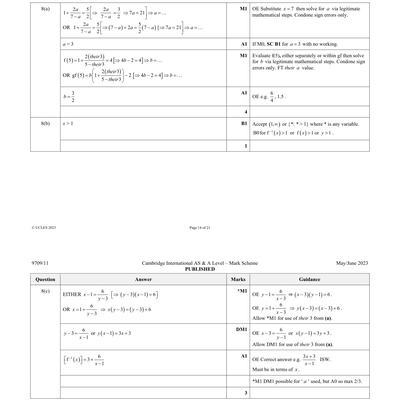 8(a)
1 + 2a/(7−a) = 5/2 [⇒ 2a/(7−a) = 3/2 ⇒ 7a = 21] ⇒ a = ...
M1
OE Substitute x = 7 then solve for a via legitimate
mathematical steps. Condone sign errors only.
OR 1 + 2a/(7−a) = 5/2 [⇒ (7−a) + 2a = 5/2(7−a) ⇒ 7a = 21] ⇒ a = ...
a = 3
A1
If M0, SC B1 for a = 3 with no working.
f(5) = 1 + 2(their3)/(5−their3) = 4 [⇒ 4b − 2 = 4] ⇒ b = ...
M1
Evaluate f(5), either separately or within gf then solve
for b via legitimate mathematical steps. Condone sign
errors only. FT their a value.
OR gf(5) = b(1 + 2(their3)/(5−their3)) − 2 [⇒ 4b − 2 = 4] ⇒ b = ...
b = 3/2
A1
OE e.g. 6/4, 1.5.
4
8(b)
x > 1
B1
Accept (1,∞) or {*: * > 1} where * is any variable.
B0 for f⁻¹(x) > 1 or f(x) > 1 or y > 1.
1
© UCLES 2023
Page 14 of 21
9709/11
Cambridge International AS & A Level – Mark Scheme
PUBLISHED
May/June 2023
Question
Answer
Marks
Guidance
8(c)
EITHER x − 1 = 6/(y−3) [⇒ (y−3)(x−1) = 6]
*M1
OE y − 1 = 6/(x−3) ⇒ (x−3)(y−1) = 6.
OR x = 1 + 6/(y−3) ⇒ x(y−3) = (y−3) + 6
OE y = 1 + 6/(x−3) ⇒ y(x−3) = (x−3) + 6.
Allow *M1 for use of their 3 from (a).
y − 3 = 6/(x−1) or y(x−1) = 3x + 3
DM1
OE x − 3 = 6/(y−1) or x(y−1) = 3y + 3.
Allow DM1 for use of their 3 from (a).
[f⁻¹(x)] = 3 + 6/(x−1)
A1
OE Correct answer e.g. (3x+3)/(x−1) ISW.
Must be in terms of x.
*M1 DM1 possible for 'a' used, but A0 so max 2/3.
3